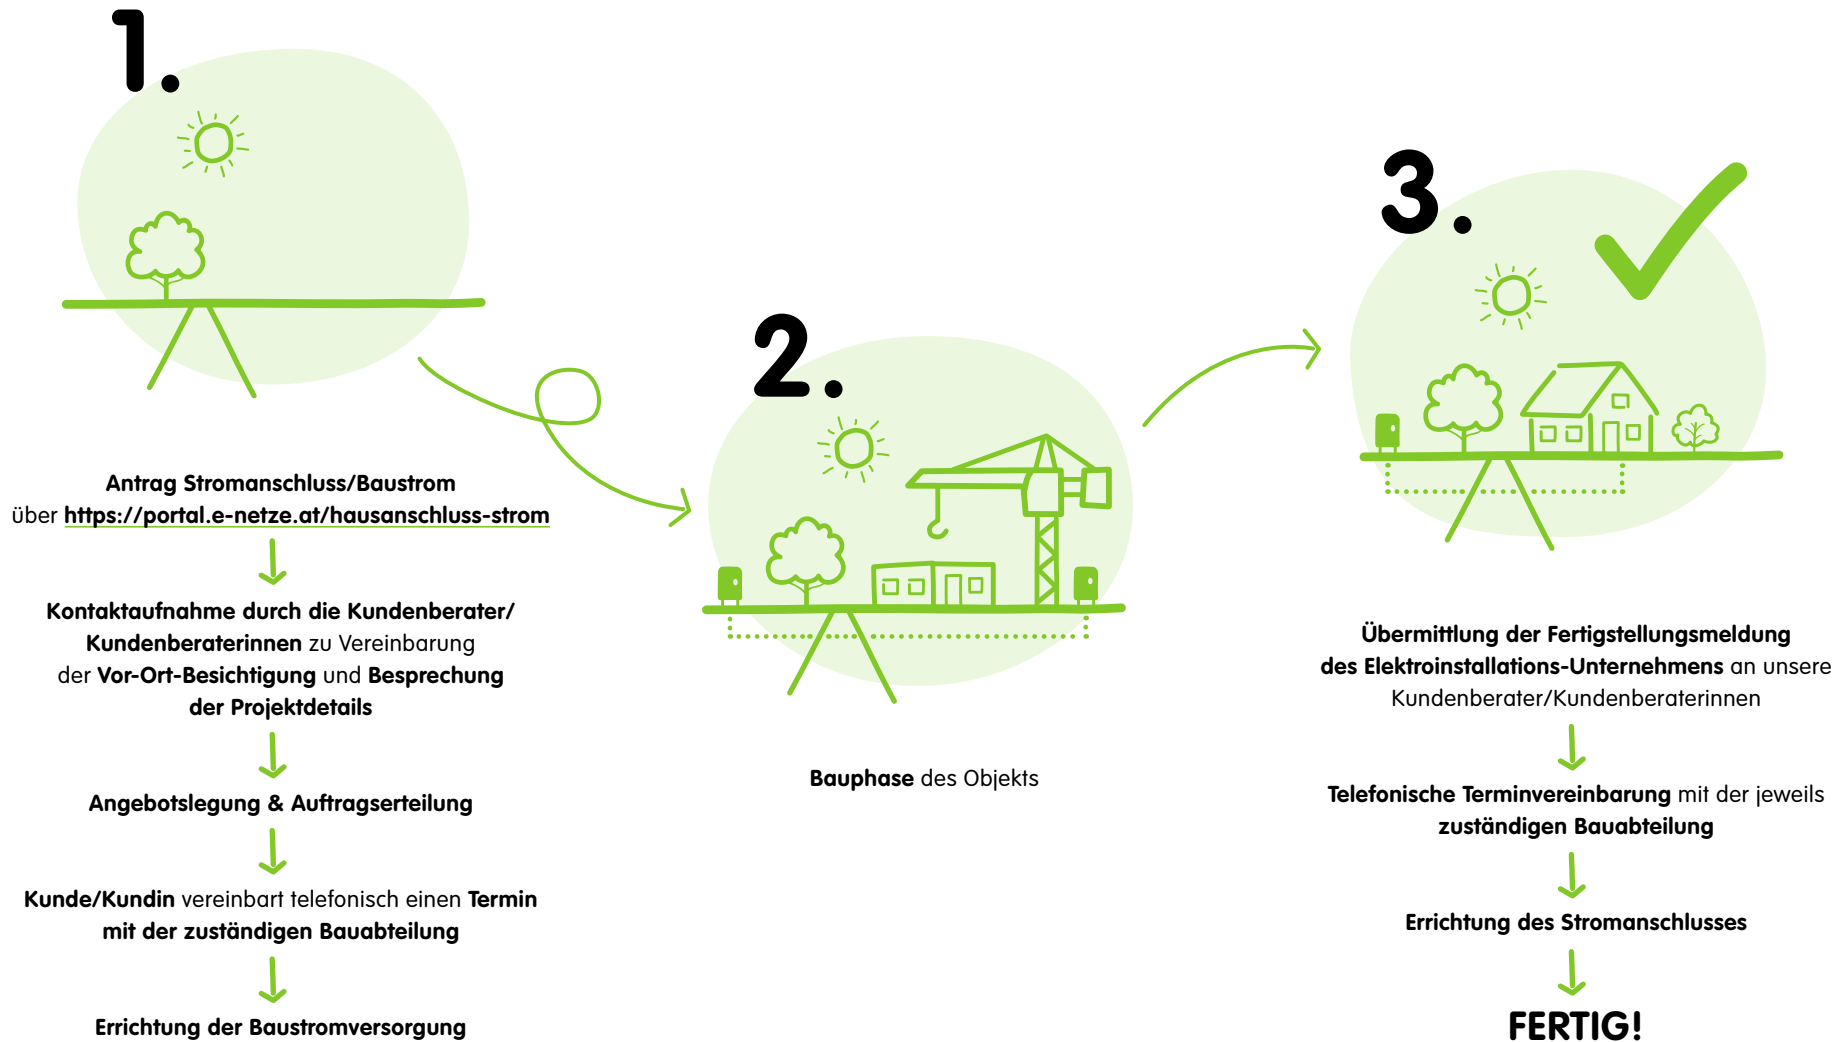 1.
Antrag Stromanschluss/Baustrom
über https://portal.e-netze.at/hausanschluss-strom
Kontaktaufnahme durch die Kundenberater/
Kundenberaterinnen zu Vereinbarung
der Vor-Ort-Besichtigung und Besprechung
der Projektdetails
Angebotslegung & Auftragserteilung
Kunde/Kundin vereinbart telefonisch einen Termin
mit der zuständigen Bauabteilung
Errichtung der Baustromversorgung
2.
Bauphase des Objekts
3.
Übermittlung der Fertigstellungsmeldung
des Elektroinstallations-Unternehmens an unsere
Kundenberater/Kundenberaterinnen
Telefonische Terminvereinbarung mit der jeweils
zuständigen Bauabteilung
Errichtung des Stromanschlusses
FERTIG!